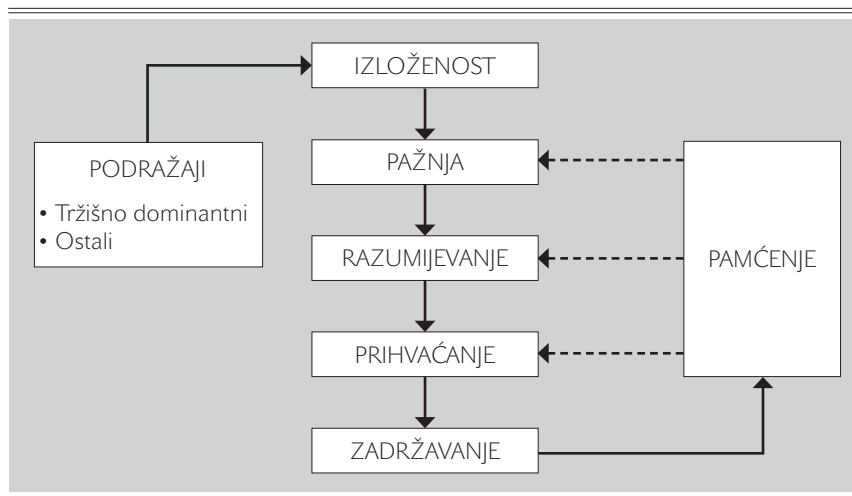 IZLOŽENOST
PODRAŽAJI
• Tržišno dominantni
• Ostali
PAŽNJA
RAZUMIJEVANJE
PAMĆENJE
PRIHVAĆANJE
ZADRŽAVANJE